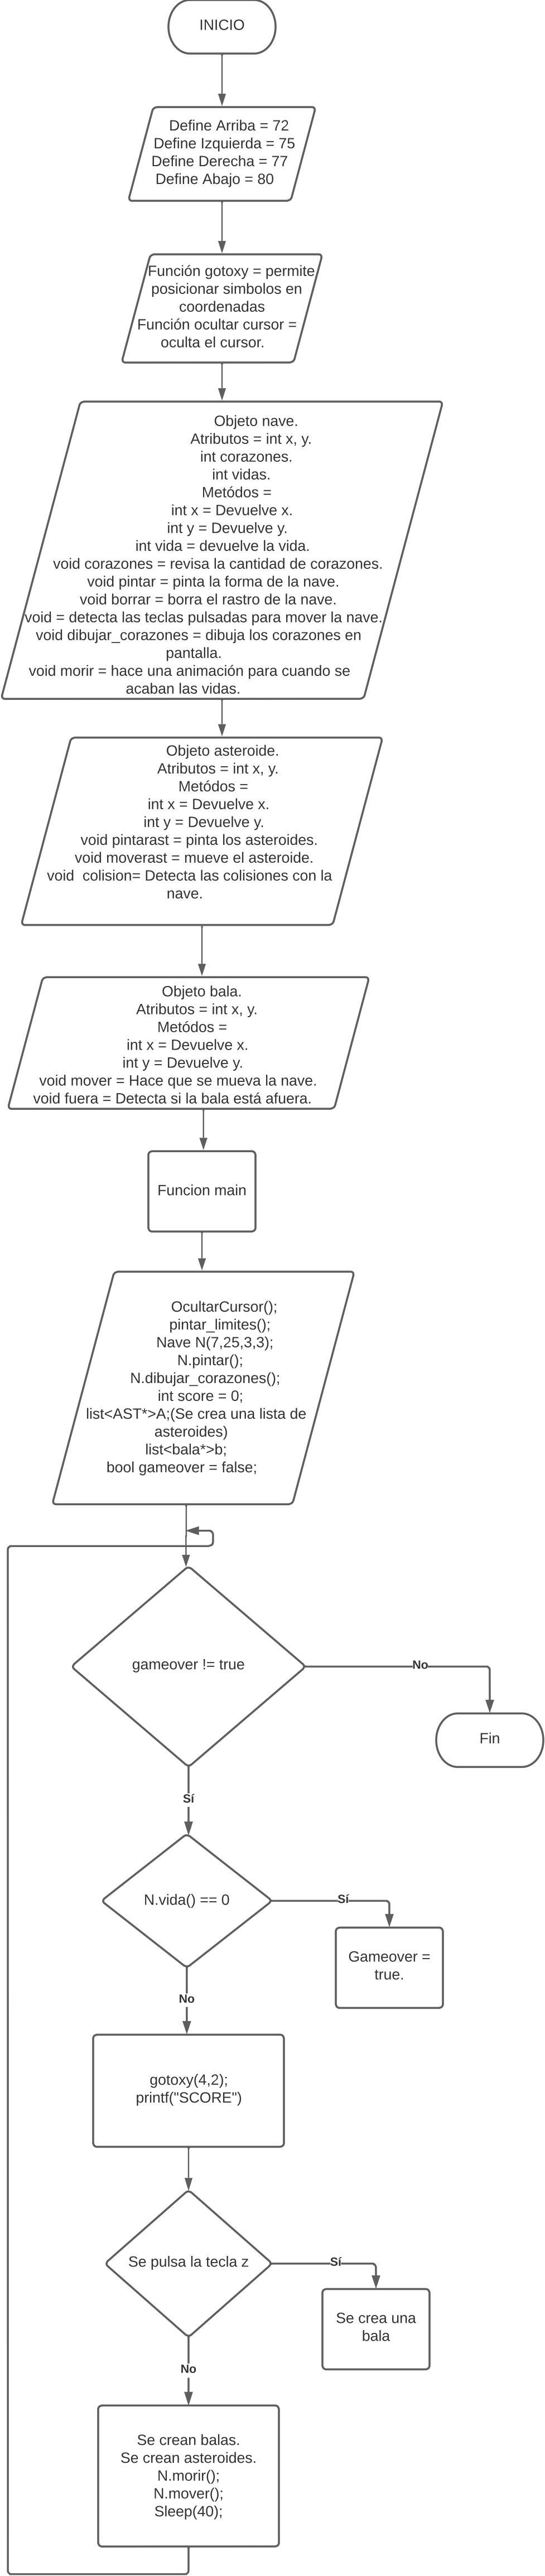 INICIO
Define Arriba = 72
Define Izquierda = 75
Define Derecha = 77
Define Abajo = 80
Función gotoxy = permite
posicionar simbolos en
coordenadas
Función ocultar cursor =
oculta el cursor.
Objeto nave.
Atributos = int x, y.
int corazones.
int vidas.
Metódos =
int x = Devuelve x.
int y = Devuelve y.
int vida = devuelve la vida.
void corazones = revisa la cantidad de corazones.
void pintar = pinta la forma de la nave.
void borrar = borra el rastro de la nave.
void = detecta las teclas pulsadas para mover la nave.
void dibujar_corazones = dibuja los corazones en
pantalla.
void morir = hace una animación para cuando se
acaban las vidas.
Objeto asteroide.
Atributos = int x, y.
Metódos =
int x = Devuelve x.
int y = Devuelve y.
void pintarast = pinta los asteroides.
void moverast = mueve el asteroide.
void  colision= Detecta las colisiones con la
nave.
Objeto bala.
Atributos = int x, y.
Metódos =
int x = Devuelve x.
int y = Devuelve y.
void mover = Hace que se mueva la nave.
void fuera = Detecta si la bala está afuera.
Funcion main
OcultarCursor();
pintar_limites();
Nave N(7,25,3,3);
N.pintar();
N.dibujar_corazones();
int score = 0;
list<AST*>A;(Se crea una lista de
asteroides)
list<bala*>b;
bool gameover = false;
gameover != true
No
Fin
Sí
N.vida() == 0
Sí
Gameover =
true.
No
gotoxy(4,2);
printf("SCORE")
Se pulsa la tecla z
Sí
Se crea una
bala
No
Se crean balas.
Se crean asteroides.
N.morir();
N.mover();
Sleep(40);